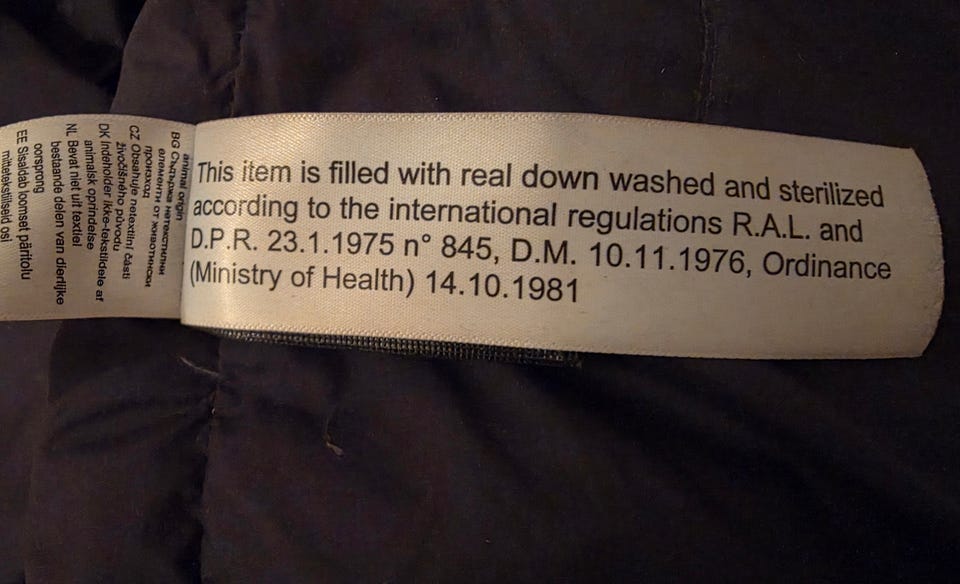 This item is filled with real down washed and sterilized
according to the international regulations R.A.L. and
D.P.R. 23.1.1975 n° 845, D.M. 10.11.1976, Ordinance
(Ministry of Health) 14.10.1981
animal origin
BG Съдържа нетекстилни
елементи от животински
произход
CZ Obsahuje netextilní části
živočišného původu
DK Indeholder ikke-tekstildele af
animalsk oprindelse
NL Bevat niet uit textiel
bestaande delen van dierlijke
oorsprong
EE Sisaldab loomset päritolu
mittetekstiilseid osi